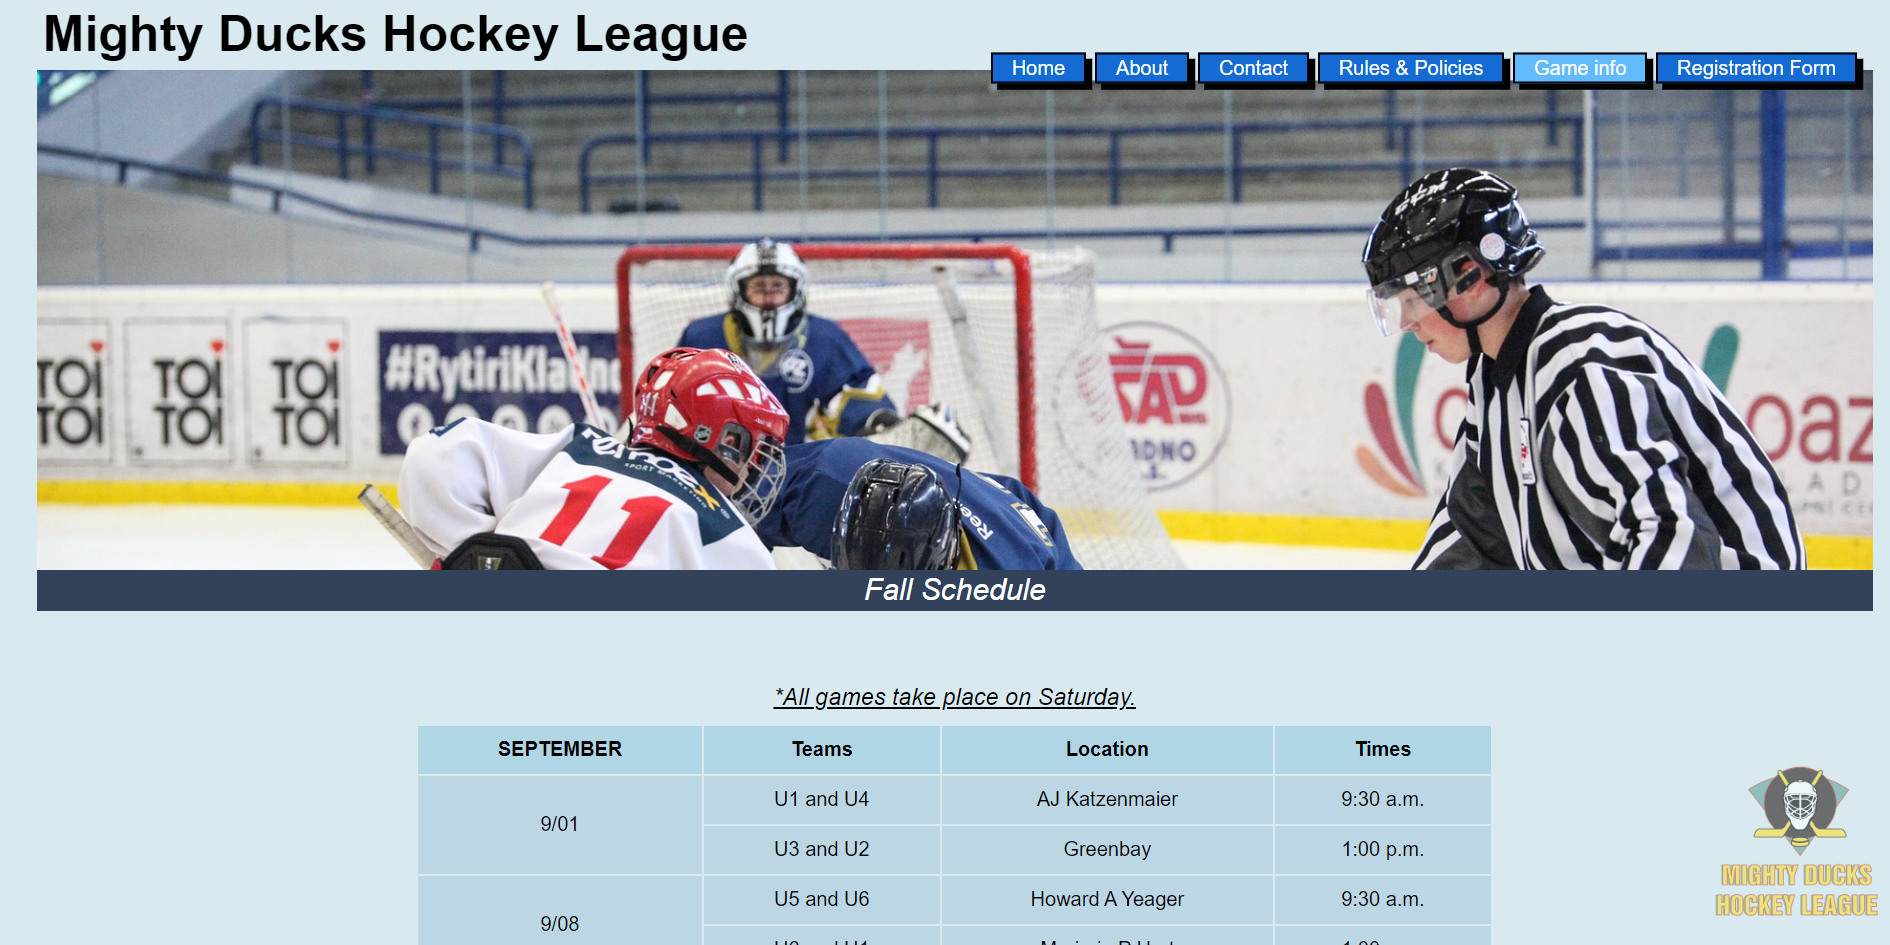 Mighty Ducks Hockey League
Home
About
Contact
Rules & Policies
Game info
Registration Form
TOI TOI TOI
TOI TOI TOI
#RytiriKladno
11
CCM
Fall Schedule
*All games take place on Saturday.
SEPTEMBER Teams Location Times
9/01
U1 and U4 AJ Katzenmaier 9:30 a.m.
U3 and U2 Greenbay 1:00 p.m.
9/08
U5 and U6 Howard A Yeager 9:30 a.m.
MIGHTY DUCKS
HOCKEY LEAGUE